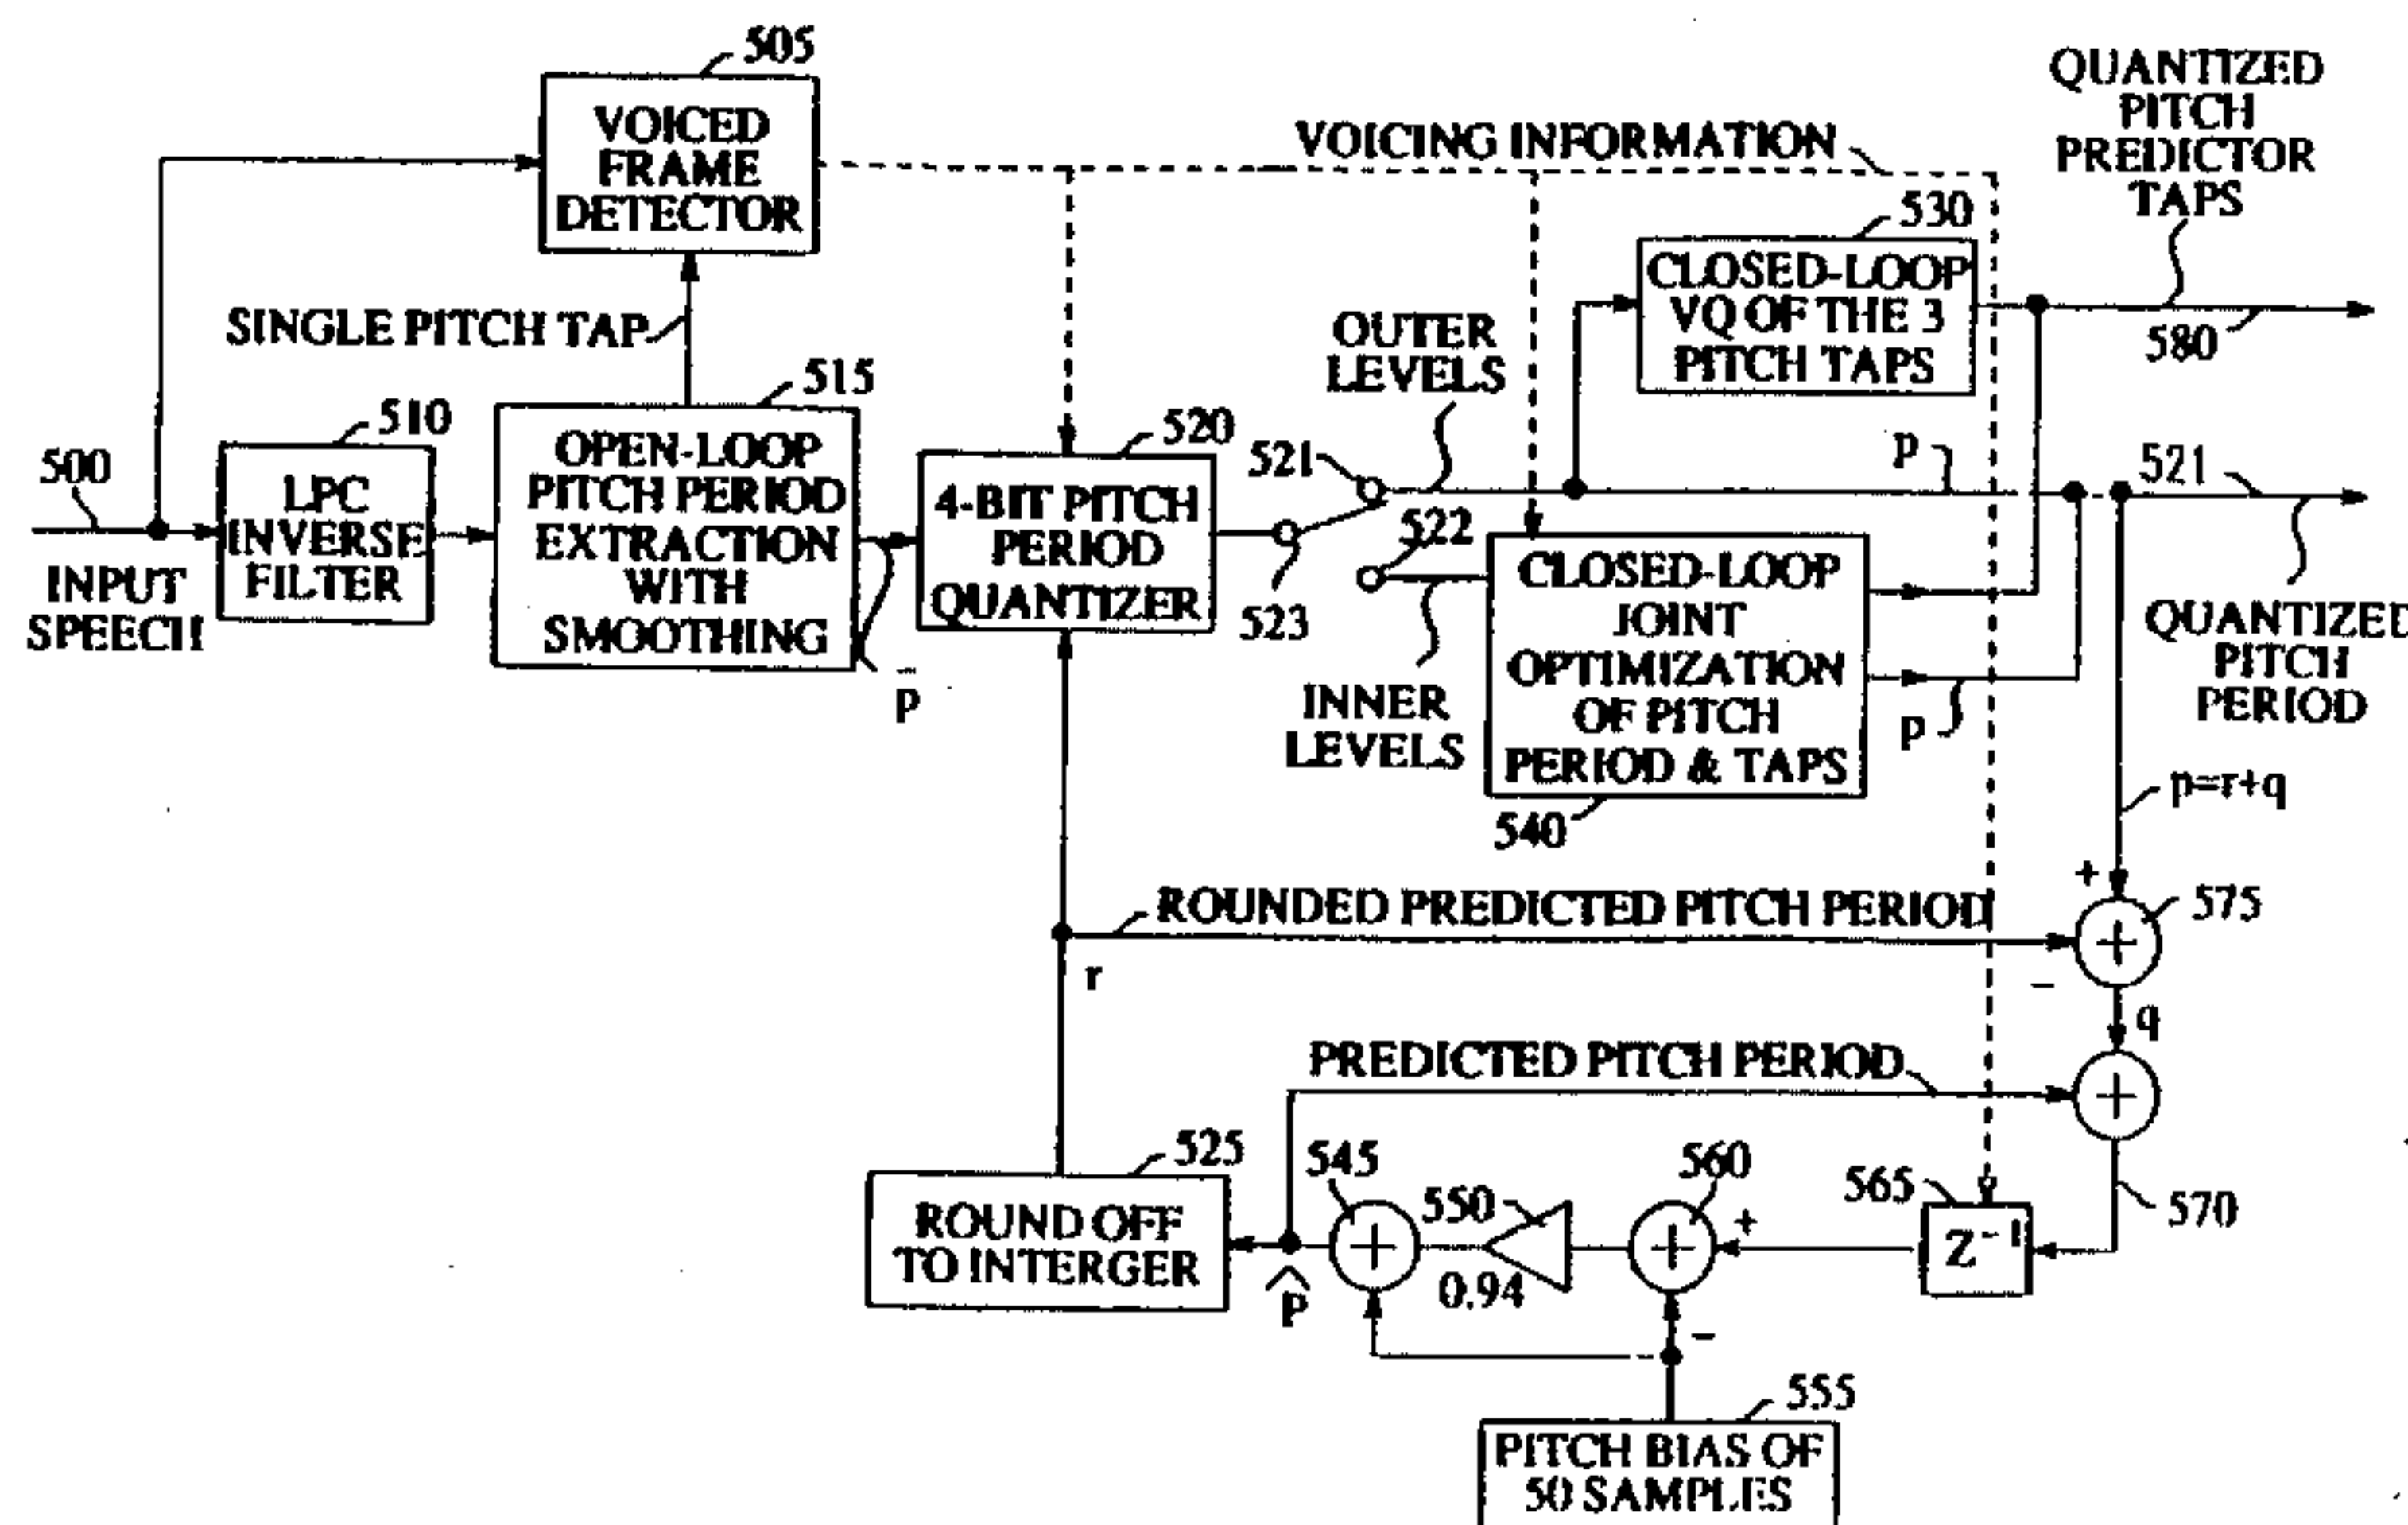 505
VOICED
FRAME
DETECTOR
VOICING INFORMATION
QUANTIZED
PITCH
PREDICTOR
TAPS
530
CLOSED-LOOP
VQ OF THE 3
PITCH TAPS
580
SINGLE PITCH TAP
OUTER
LEVELS
500
INPUT
SPEECH
510
LPC
INVERSE
FILTER
515
OPEN-LOOP
PITCH PERIOD
EXTRACTION
WITH
SMOOTHING
p̄
520
4-BIT PITCH
PERIOD
QUANTIZER
521
522
523
INNER
LEVELS
p
521
QUANTIZED
PITCH
PERIOD
CLOSED-LOOP
JOINT
OPTIMIZATION
OF PITCH
PERIOD & TAPS
540
p
p=r+q
ROUNDED PREDICTED PITCH PERIOD
r
+
575
+
−
q
PREDICTED PITCH PERIOD
+
525
ROUND OFF
TO INTERGER
p̂
545
+
550
0.94
560
+
+
−
565
Z⁻¹
570
555
PITCH BIAS OF
50 SAMPLES